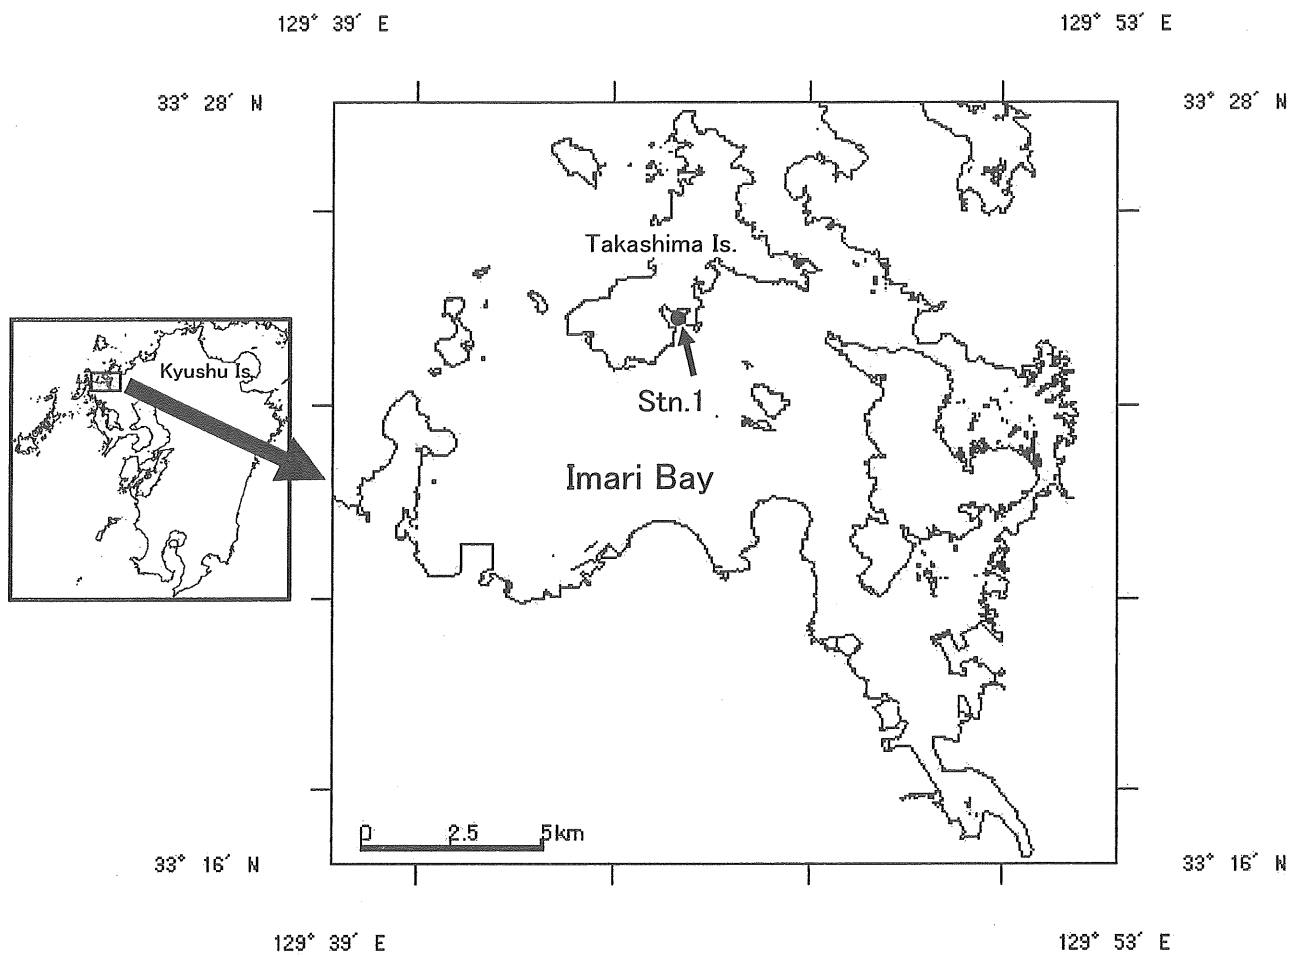 129° 39′ E
129° 53′ E
33° 28′ N
33° 28′ N
Takashima Is.
Kyushu Is.
Stn.1
Imari Bay
0 2.5 5km
33° 16′ N
33° 16′ N
129° 39′ E
129° 53′ E